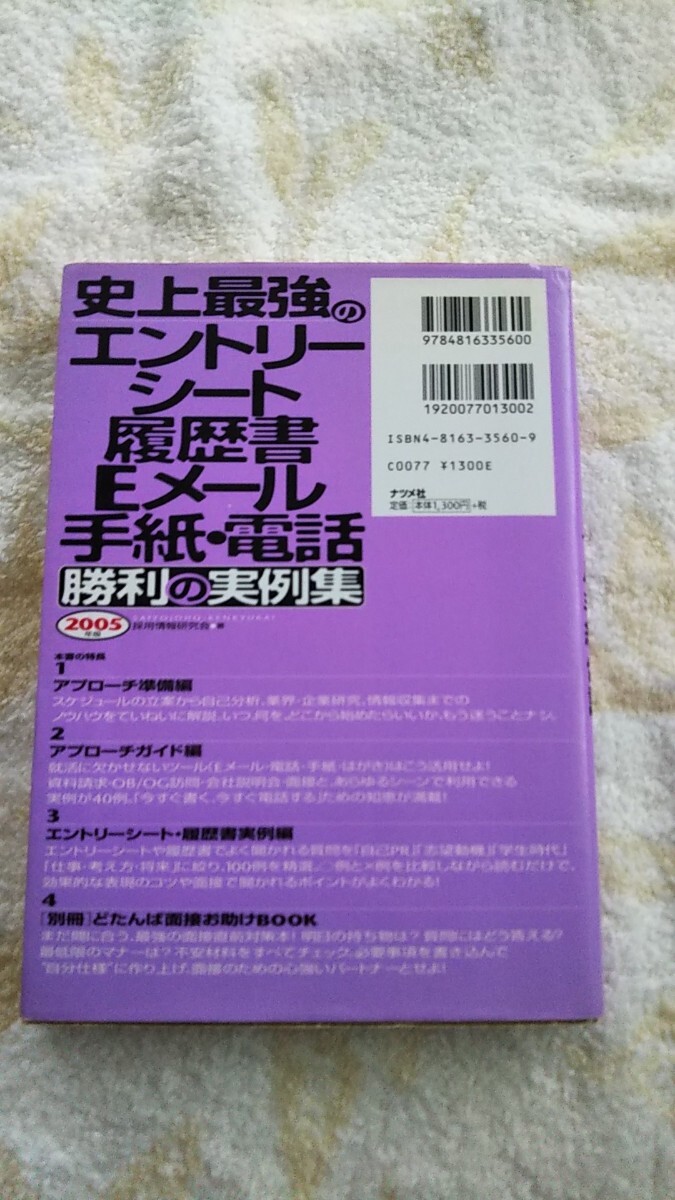 史上最強の
エントリー
シート
履歴書
Eメール
手紙・電話
勝利の実例集
2005
年版
SAIYOJOHO-KENKYUKAI
採用情報研究会●著
9784816335600
1920077013002
ISBN4-8163-3560-9
C0077 ¥1300E
ナツメ社
定価 本体1,300円 +税
本書の特長
1
アプローチ準備編
スケジュールの立案から自己分析、業界・企業研究、情報収集までの
ノウハウをていねいに解説。いつ、何を、どこから始めたらいいか、もう迷うことナシ。
2
アプローチガイド編
就活に欠かせないツール(Eメール・電話・手紙・はがき)はこう活用せよ!
資料請求・OB/OG訪問・会社説明会・面接と、あらゆるシーンで利用できる
実例が40例。「今すぐ書く、今すぐ電話する」ための知恵が満載!
3
エントリーシート・履歴書実例編
エントリーシートや履歴書でよく聞かれる質問を「自己PR」「志望動機」「学生時代」
「仕事・考え方・将来」に絞り、100例を精選。○例と×例を比較しながら読むだけで、
効果的な表現のコツや面接で聞かれるポイントがよくわかる!
4
[別冊]どたんば面接お助けBOOK
まだ間に合う、最強の面接直前対策本! 明日の持ち物は? 質問にはどう答える?
最低限のマナーは? 不安材料をすべてチェック。必要事項を書き込んで
"自分仕様"に作り上げ、面接のための心強いパートナーとせよ!